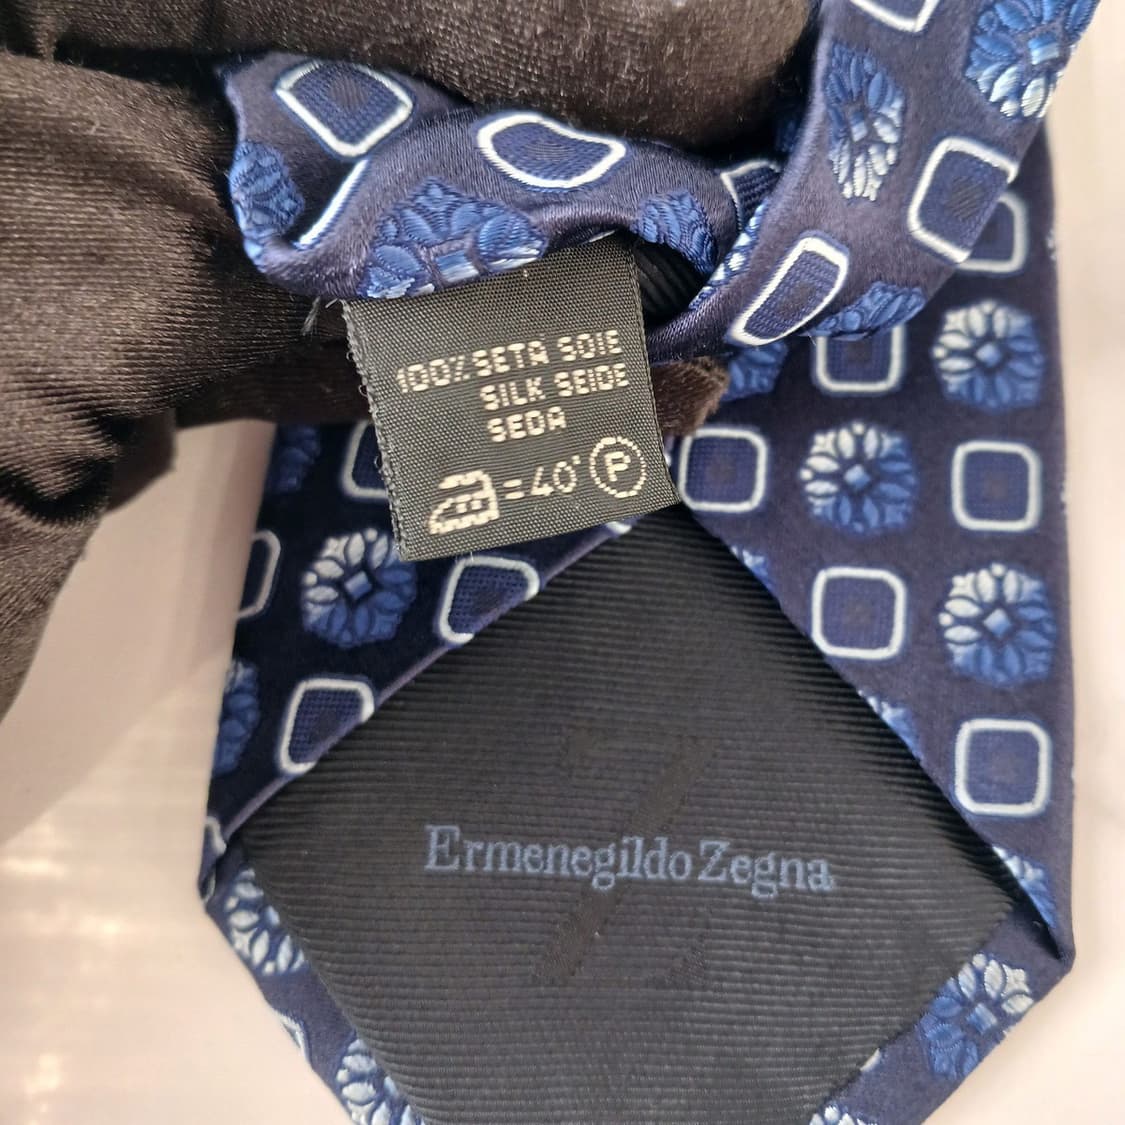 100% SETA SOIE
SILK SEIDE
SEDA
= 40° P
Ermenegildo Zegna
Z